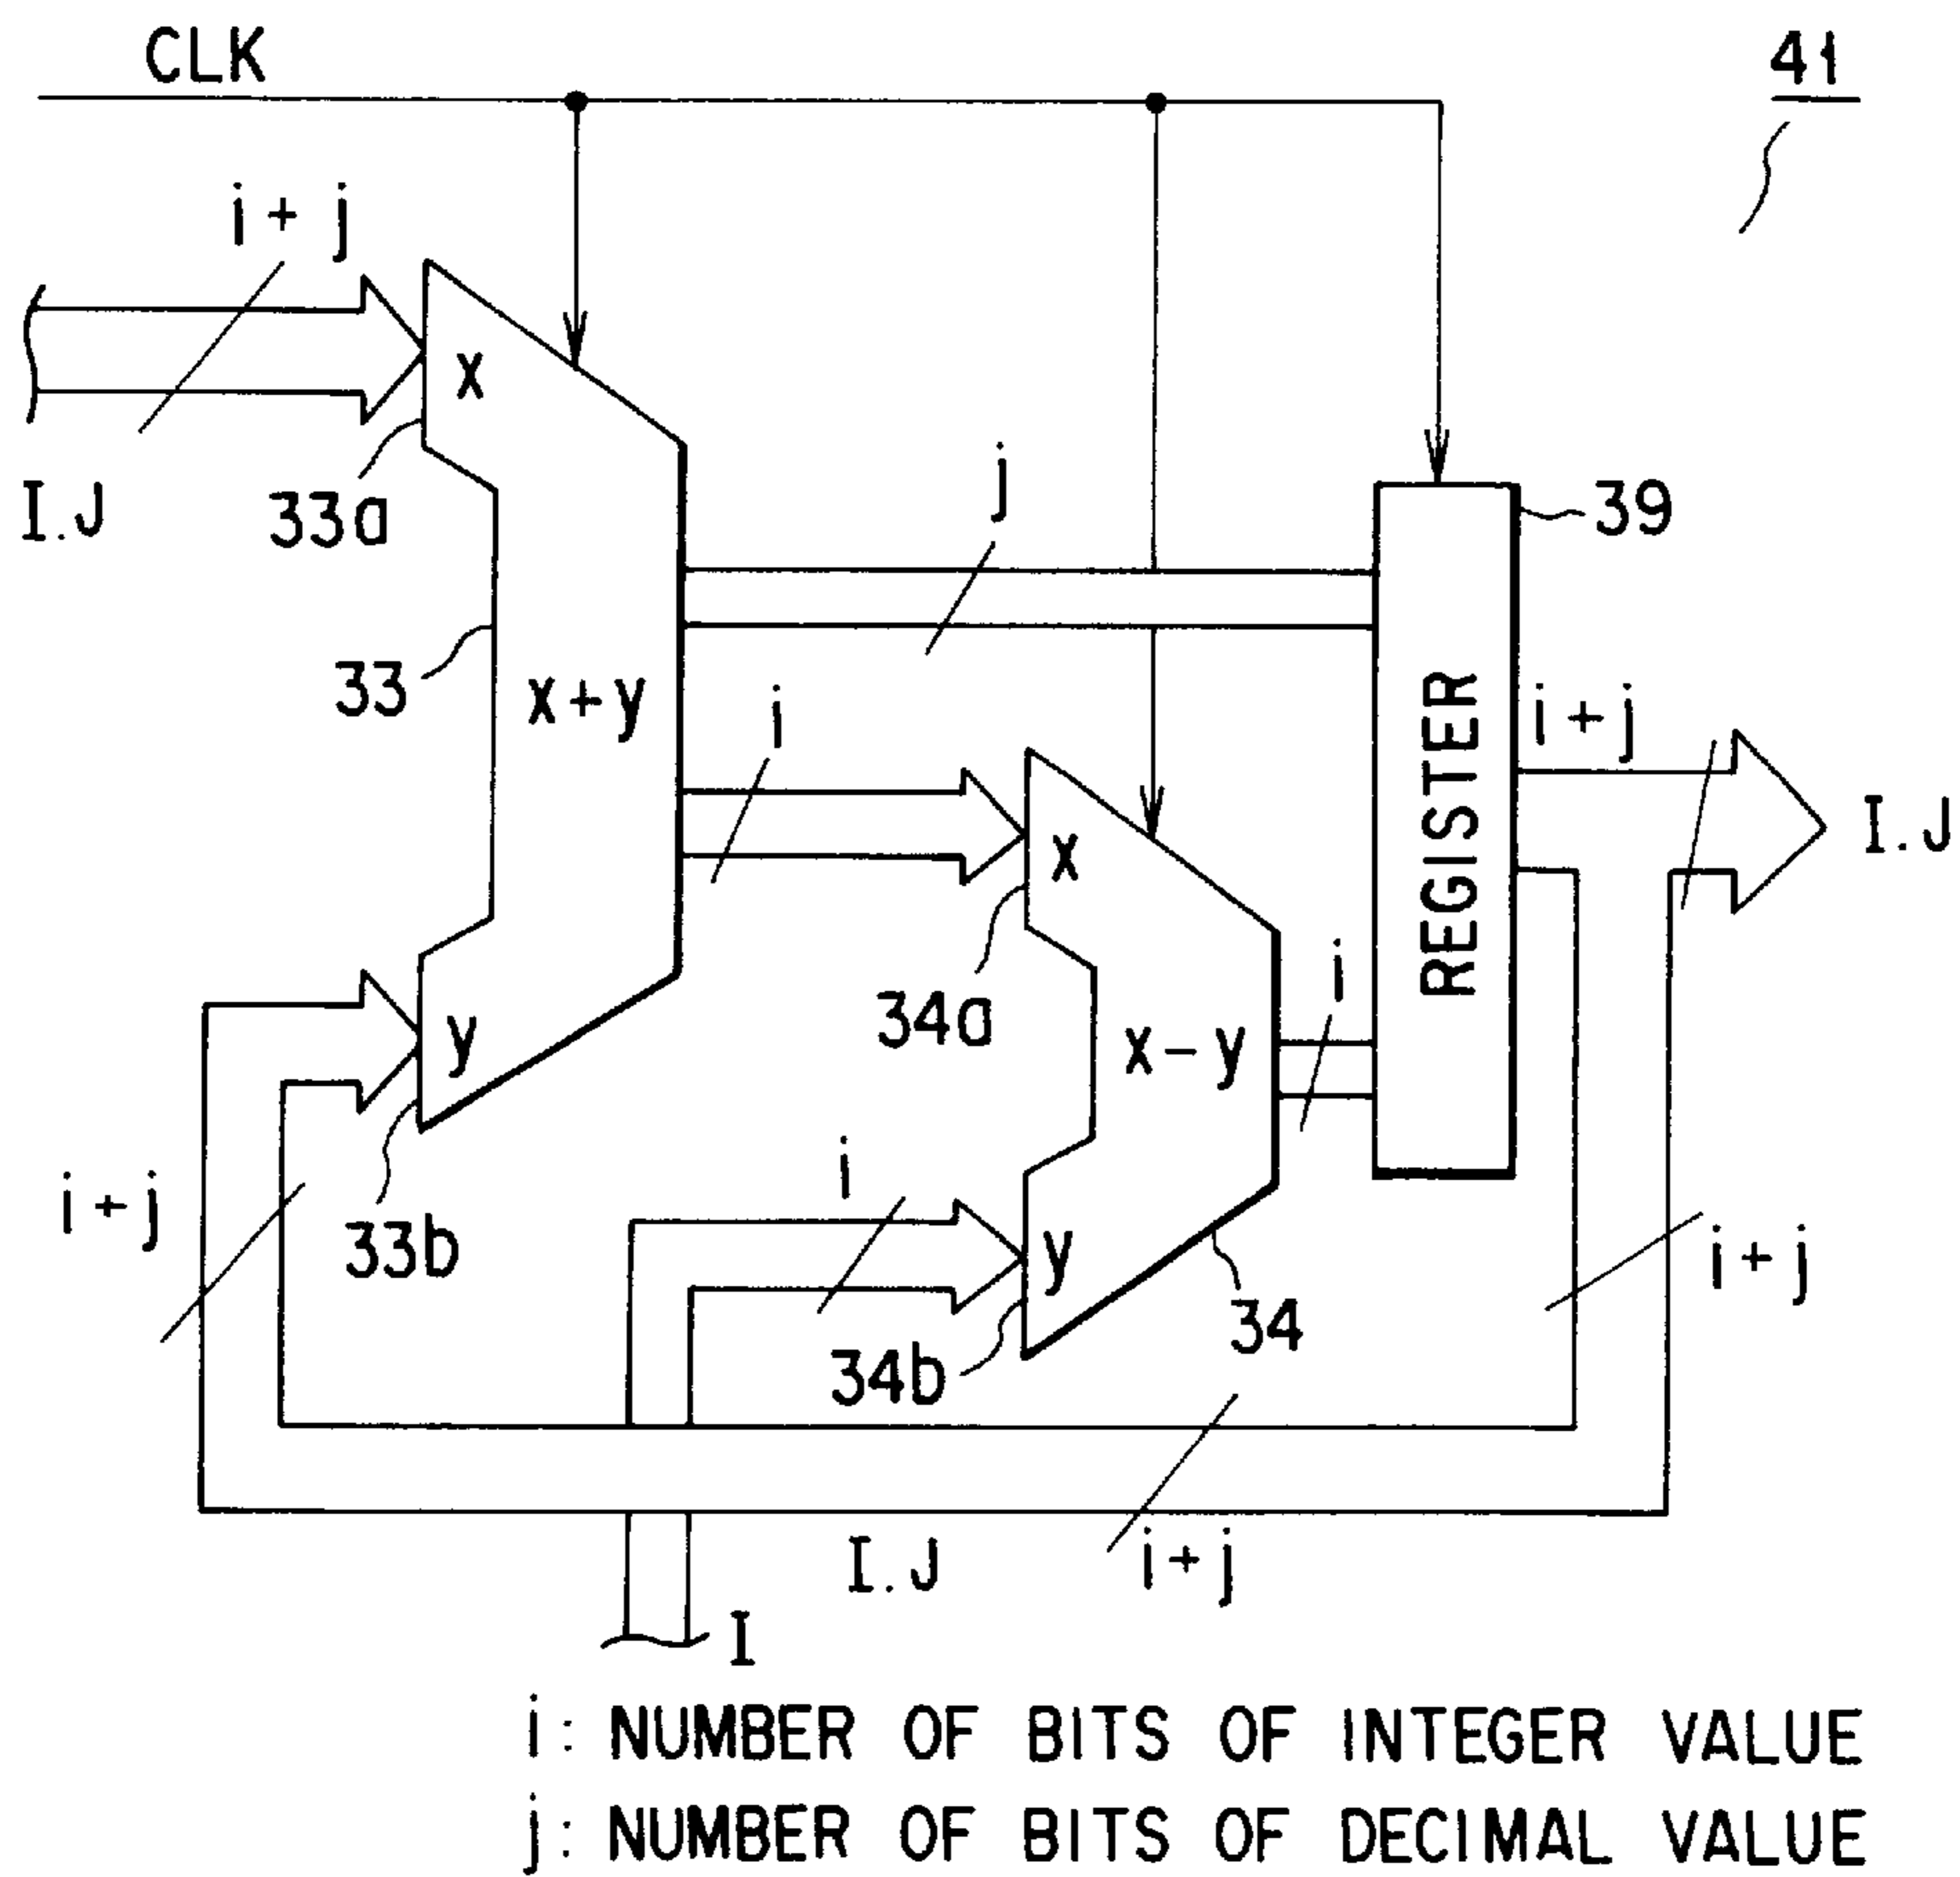 CLK
41
i+j
x
I.J
33a
j
39
33
x+y
i
REGISTER
i+j
x
I.J
34a
i
y
x-y
i+j
33b
i
y
i+j
34b
34
I.J
i+j
I
i: NUMBER OF BITS OF INTEGER VALUE
j: NUMBER OF BITS OF DECIMAL VALUE